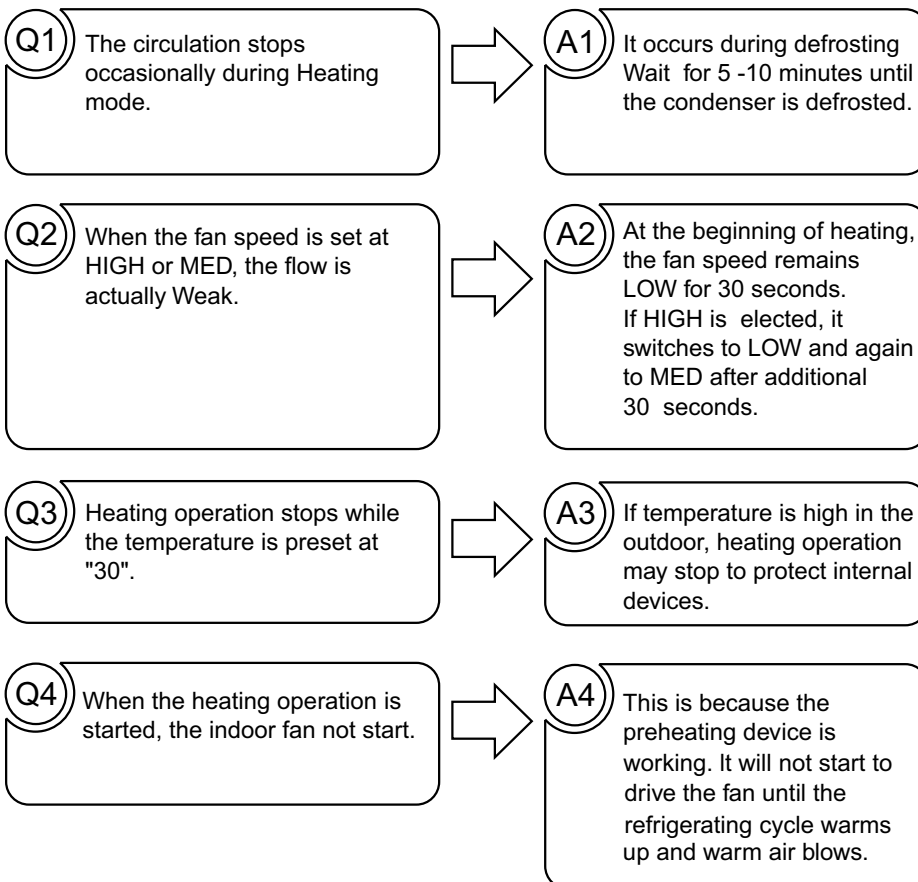 Q1
The circulation stops
occasionally during Heating
mode.
A1
It occurs during defrosting
Wait for 5 -10 minutes until
the condenser is defrosted.
Q2
When the fan speed is set at
HIGH or MED, the flow is
actually Weak.
A2
At the beginning of heating,
the fan speed remains
LOW for 30 seconds.
If HIGH is elected, it
switches to LOW and again
to MED after additional
30 seconds.
Q3
Heating operation stops while
the temperature is preset at
"30".
A3
If temperature is high in the
outdoor, heating operation
may stop to protect internal
devices.
Q4
When the heating operation is
started, the indoor fan not start.
A4
This is because the
preheating device is
working. It will not start to
drive the fan until the
refrigerating cycle warms
up and warm air blows.